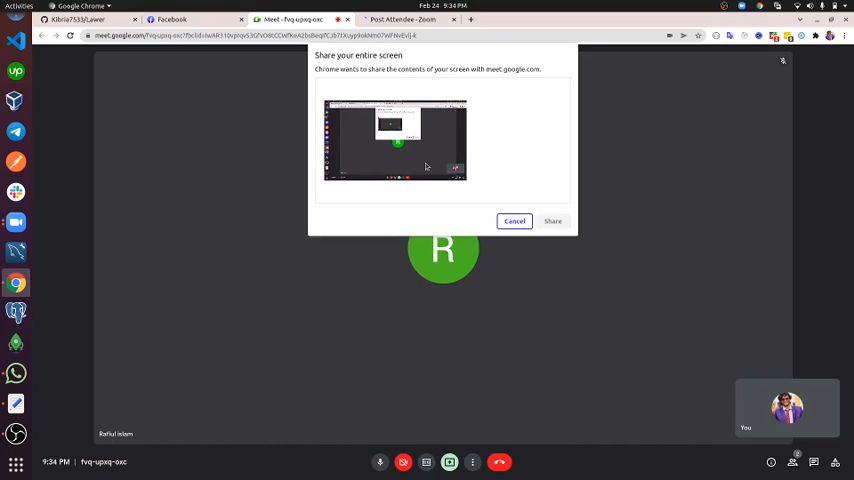 Activities
Google Chrome
Feb 24 9:34 PM
Kibria7533/Lawer
Facebook
Meet - fvq-upxq-oxc
Post Attendee - Zoom
Share your entire screen
Chrome wants to share the contents of your screen with meet.google.com.
Cancel
Share
R
Rafiul islam
You
9:34 PM
fvq-upxq-oxc
2